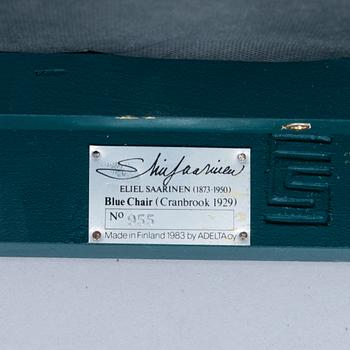 Eliel Saarinen
ELIEL SAARINEN (1873-1950)
Blue Chair (Cranbrook 1929)
No 955
Made in Finland 1983 by ADELTA oy
ES